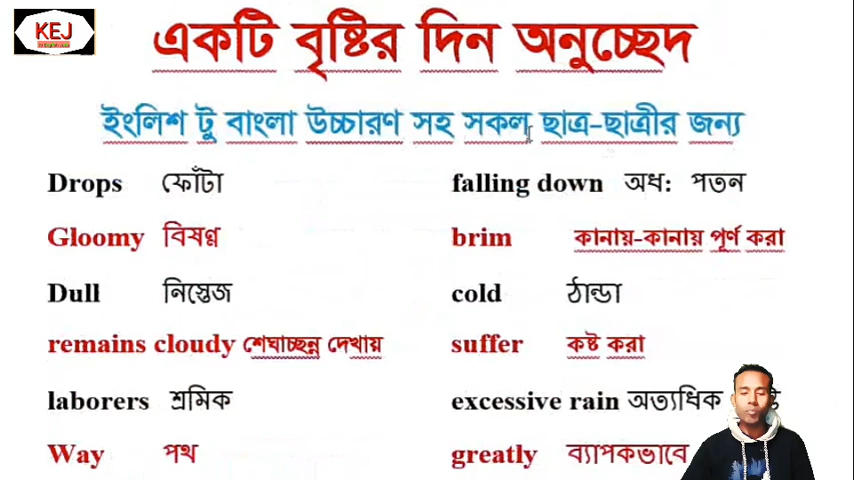 KEJ
একটি বৃষ্টির দিন অনুচ্ছেদ
ইংলিশ টু বাংলা উচ্চারণ সহ সকল ছাত্র-ছাত্রীর জন্য
Drops ফোঁটা falling down অধ: পতন
Gloomy বিষণ্ণ brim কানায়-কানায় পূর্ণ করা
Dull নিস্তেজ cold ঠান্ডা
remains cloudy শেঘাচ্ছন্ন দেখায় suffer কষ্ট করা
laborers শ্রমিক excessive rain অত্যধিক
Way পথ greatly ব্যাপকভাবে